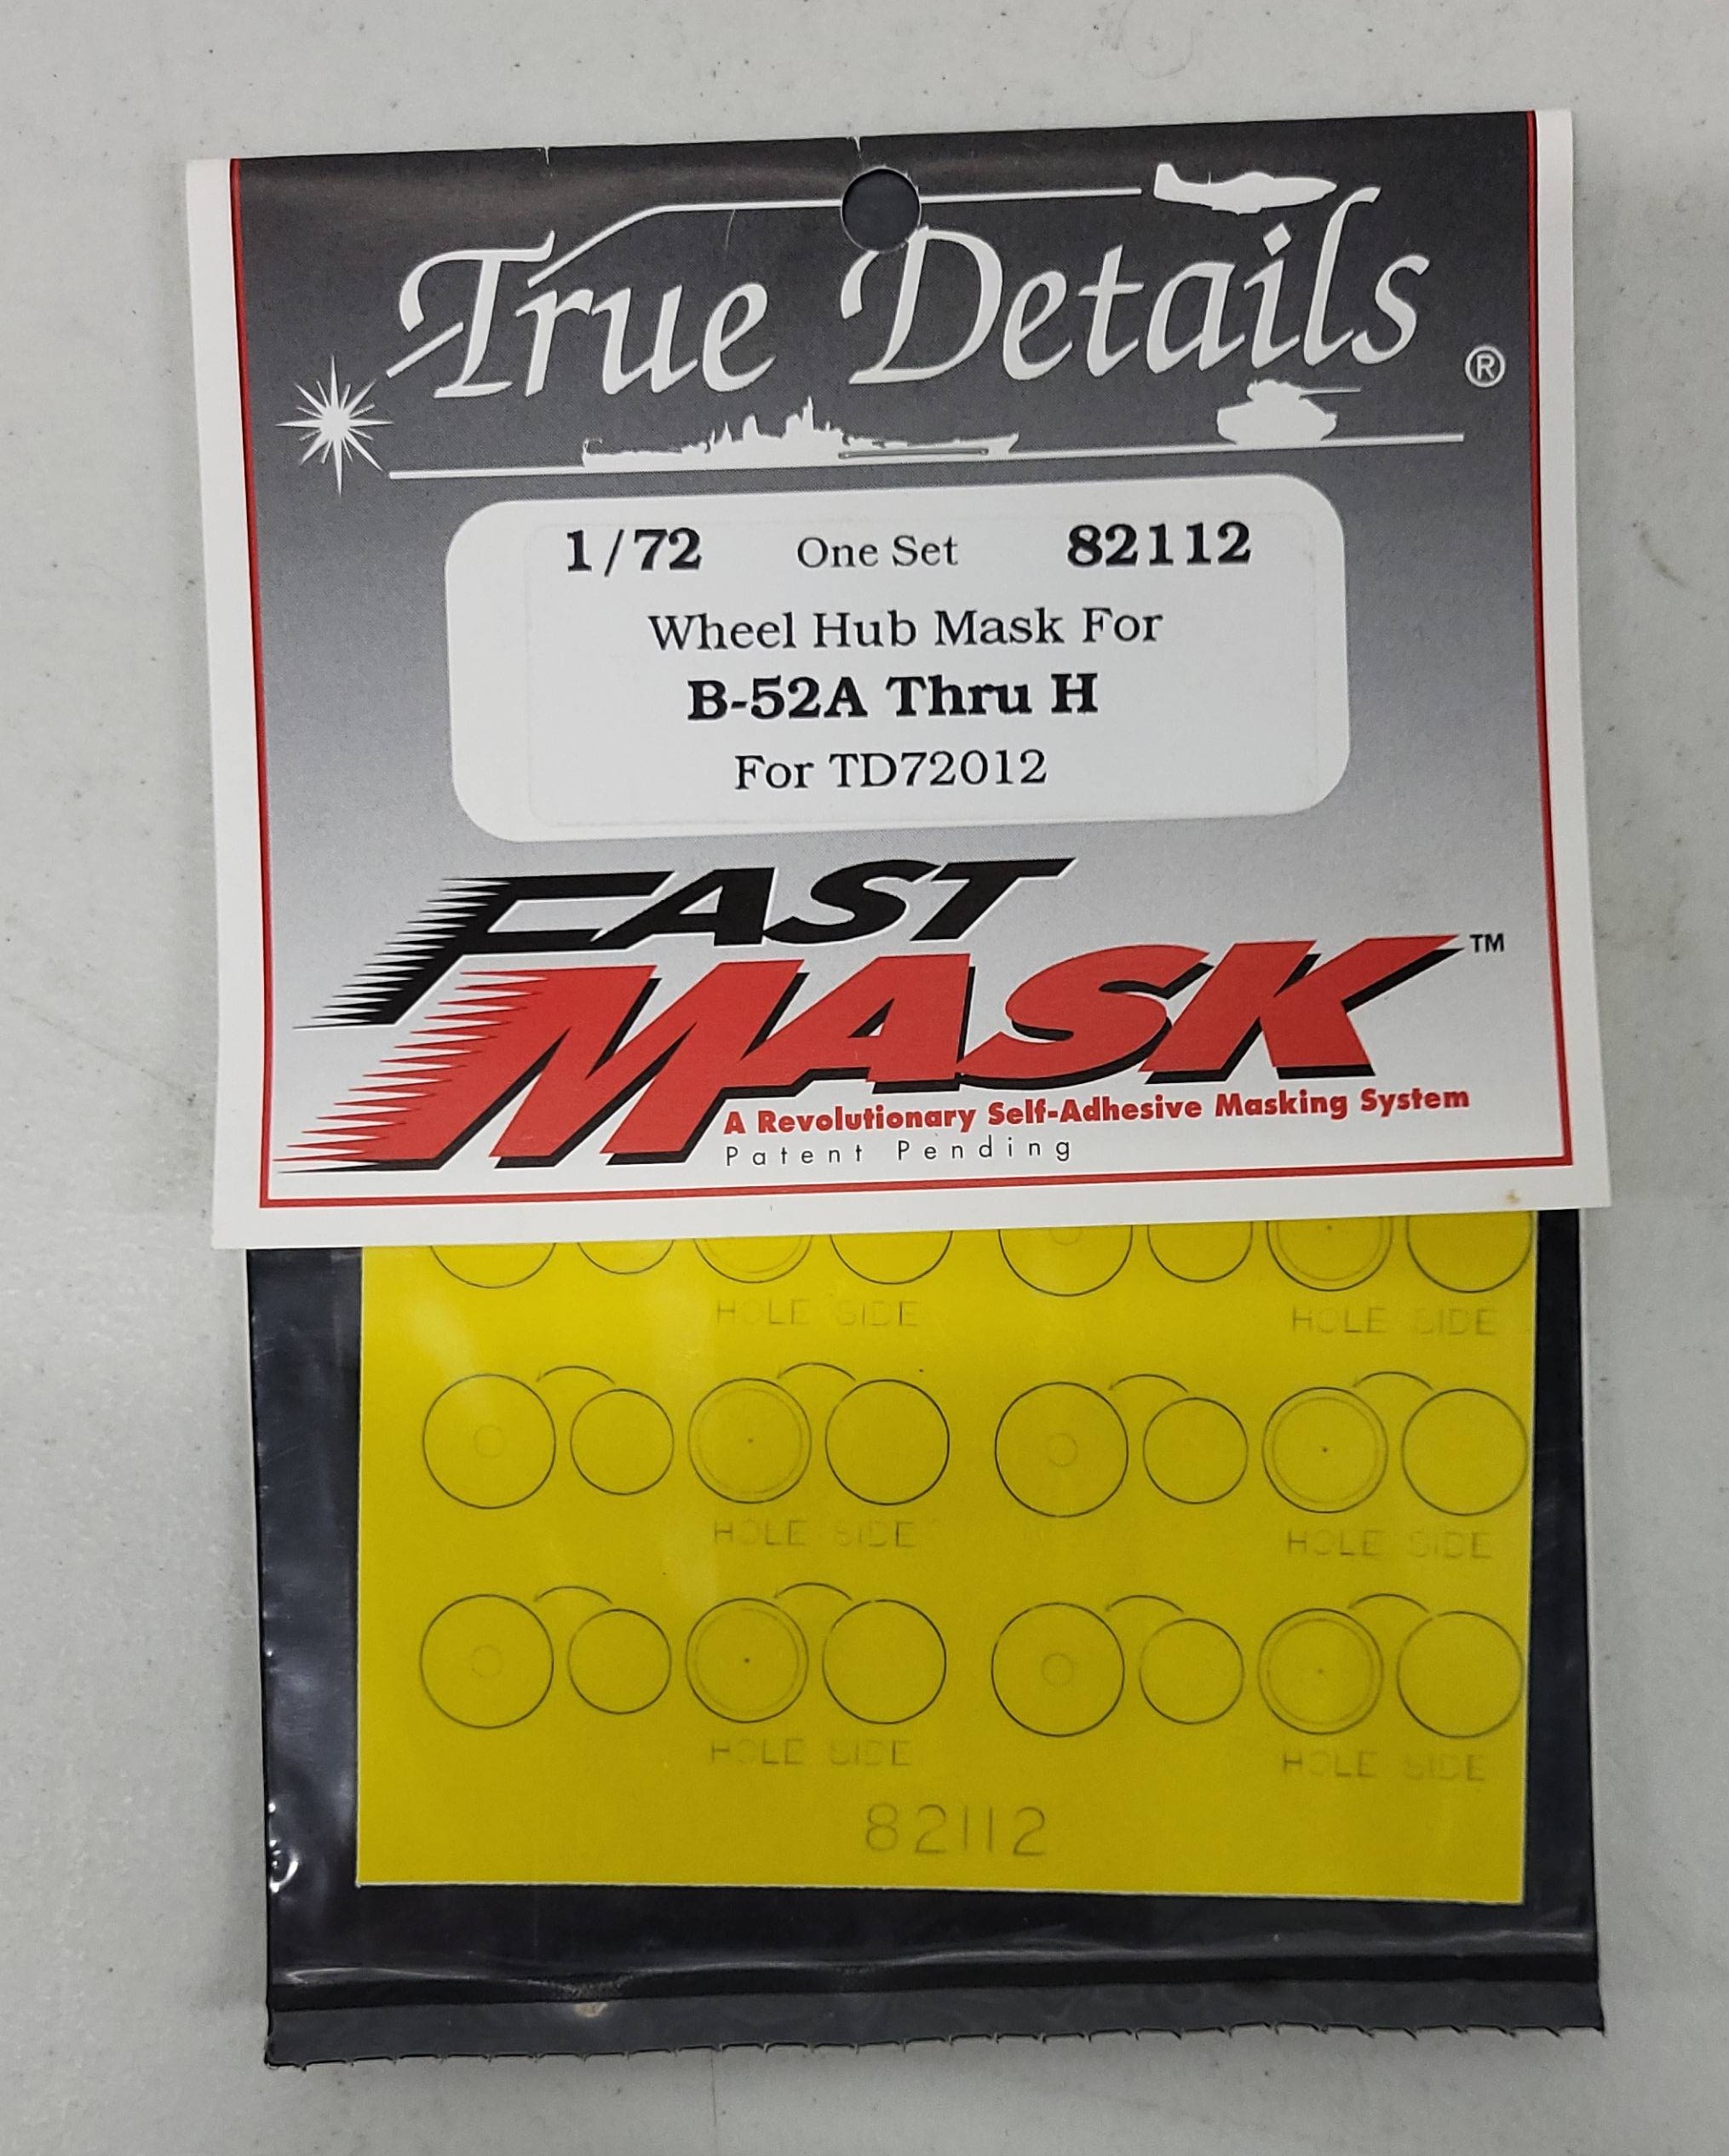 True Details ®
1/72 One Set 82112
Wheel Hub Mask For
B-52A Thru H
For TD72012
FAST
MASK ™
A Revolutionary Self-Adhesive Masking System
Patent Pending
HOLE SIDE HOLE SIDE
HOLE SIDE HOLE SIDE
HOLE SIDE HOLE SIDE
82112